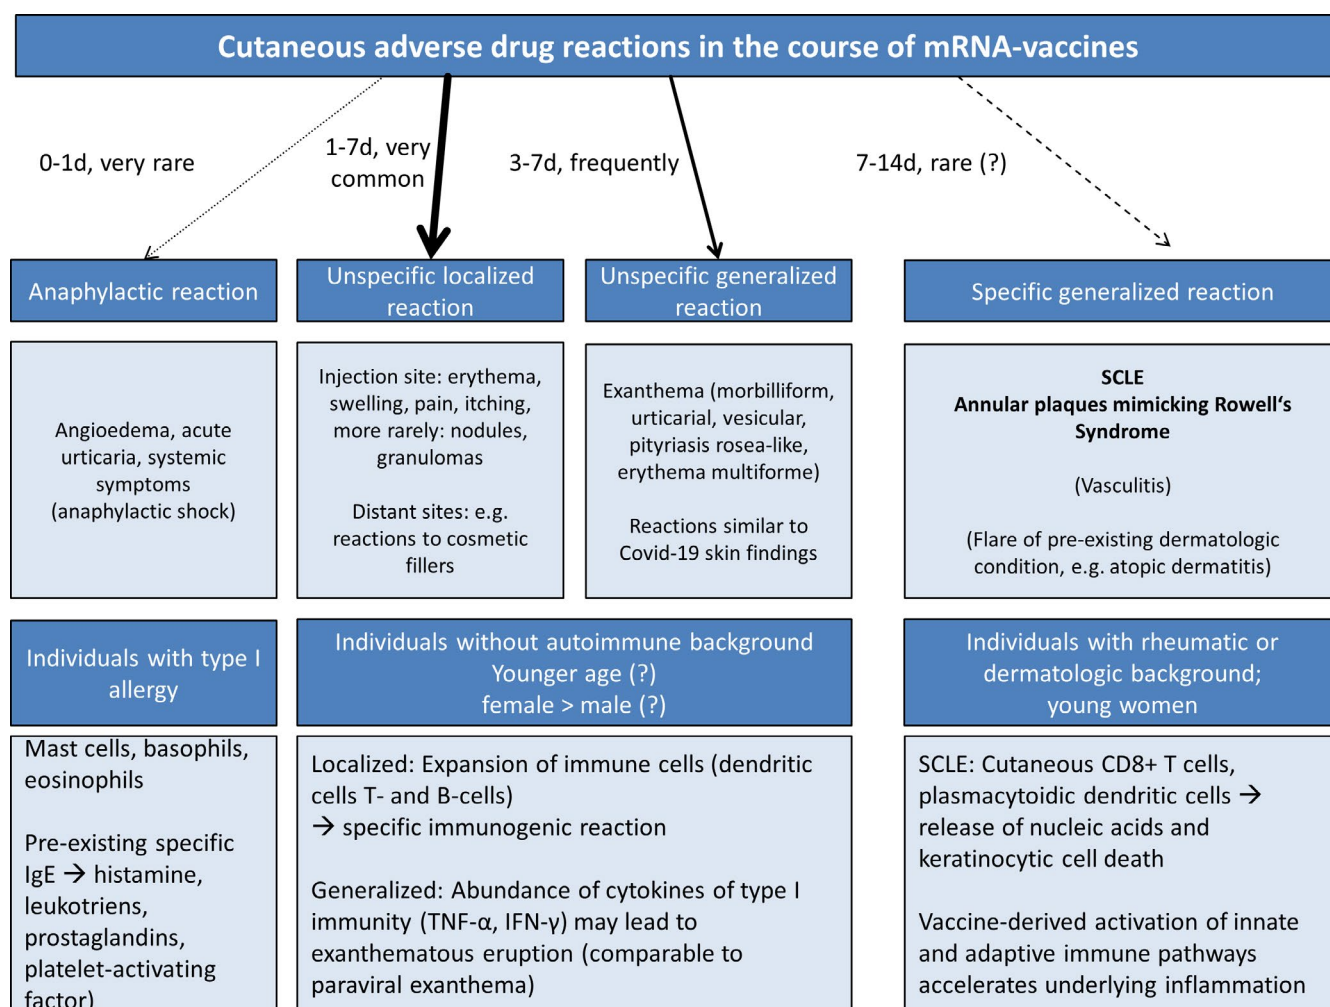 Cutaneous adverse drug reactions in the course of mRNA-vaccines
0-1d, very rare
1-7d, very
common
3-7d, frequently
7-14d, rare (?)
Anaphylactic reaction
Unspecific localized
reaction
Unspecific generalized
reaction
Specific generalized reaction
Angioedema, acute
urticaria, systemic
symptoms
(anaphylactic shock)
Injection site: erythema,
swelling, pain, itching,
more rarely: nodules,
granulomas
Distant sites: e.g.
reactions to cosmetic
fillers
Exanthema (morbilliform,
urticarial, vesicular,
pityriasis rosea-like,
erythema multiforme)
Reactions similar to
Covid-19 skin findings
SCLE
Annular plaques mimicking Rowell‘s
Syndrome
(Vasculitis)
(Flare of pre-existing dermatologic
condition, e.g. atopic dermatitis)
Individuals with type I
allergy
Individuals without autoimmune background
Younger age (?)
female > male (?)
Individuals with rheumatic or
dermatologic background;
young women
Mast cells, basophils,
eosinophils
Pre-existing specific
IgE → histamine,
leukotriens,
prostaglandins,
platelet-activating
factor)
Localized: Expansion of immune cells (dendritic
cells T- and B-cells)
→ specific immunogenic reaction
Generalized: Abundance of cytokines of type I
immunity (TNF-α, IFN-γ) may lead to
exanthematous eruption (comparable to
paraviral exanthema)
SCLE: Cutaneous CD8+ T cells,
plasmacytoidic dendritic cells →
release of nucleic acids and
keratinocytic cell death
Vaccine-derived activation of innate
and adaptive immune pathways
accelerates underlying inflammation